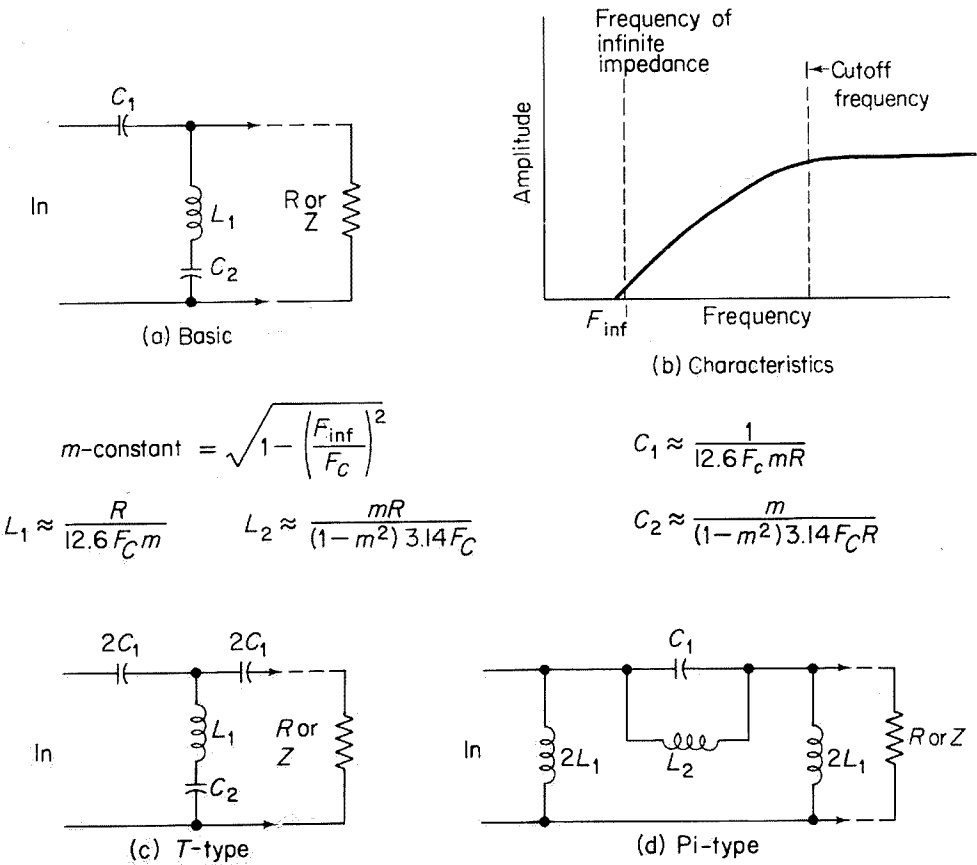 C1
In
L1
C2
R or
Z
(a) Basic
Frequency of
infinite
impedance
Cutoff
frequency
Amplitude
Finf
Frequency
(b) Characteristics
m-constant = √1 − (Finf/FC)²
C1 ≈ 1/12.6 Fc mR
L1 ≈ R/12.6 FC m
L2 ≈ mR/(1−m²) 3.14 FC
C2 ≈ m/(1−m²) 3.14 FC R
2C1
2C1
In
L1
C2
R or
Z
(c) T-type
C1
In
2L1
L2
2L1
R or Z
(d) Pi-type